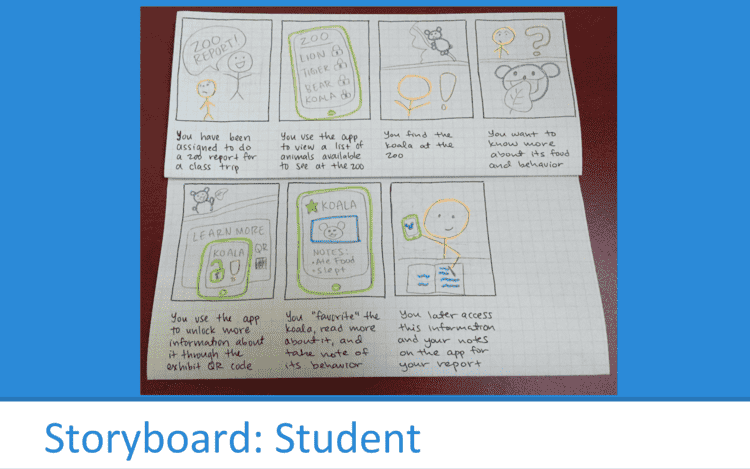 ZOO
REPORT!
You have been
assigned to do
a zoo report for
a class trip
ZOO
LION
TIGER
BEAR
KOALA
You use the app
to view a list of
animals available
to see at the zoo
!
You find the
koala at the
zoo
?
You want to
know more
about its food
and behavior
LEARN MORE
KOALA
QR
!
You use the app
to unlock more
information about
it through the
exhibit QR code
KOALA
NOTES:
• Ate Food
• Slept
You "favorite" the
koala, read more
about it, and
take note of
its behavior
You later access
this information
and your notes
on the app for
your report
Storyboard: Student